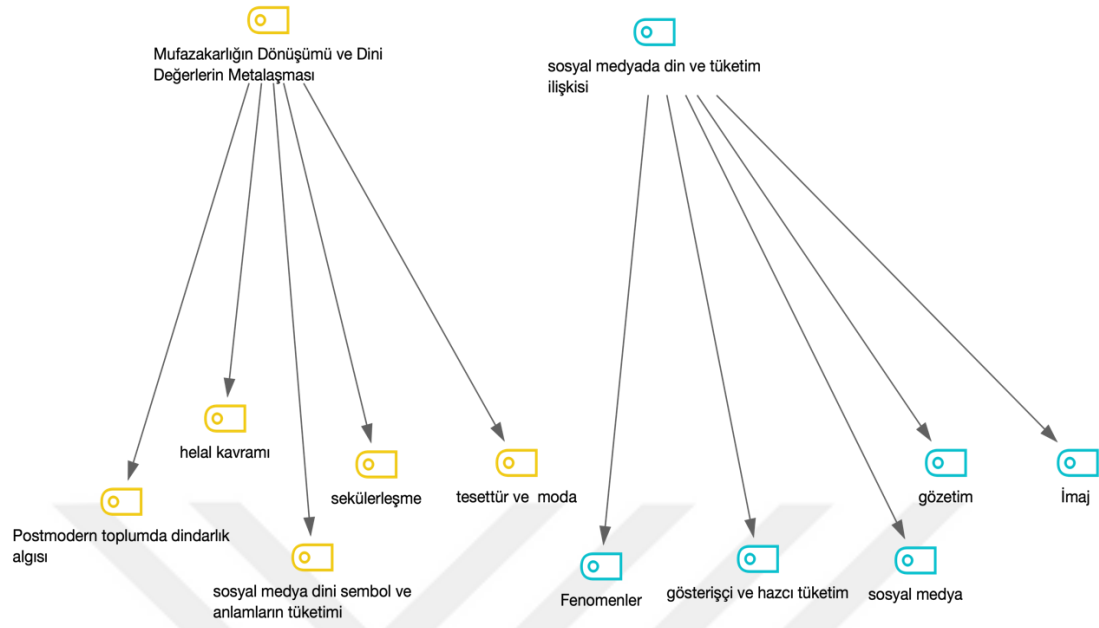 Mufazakarlığın Dönüşümü ve Dini
Değerlerin Metalaşması
sosyal medyada din ve tüketim
ilişkisi
helal kavramı
sekülerleşme
tesettür ve moda
gözetim
İmaj
Postmodern toplumda dindarlık
algısı
sosyal medya dini sembol ve
anlamların tüketimi
Fenomenler
gösterişçi ve hazcı tüketim
sosyal medya